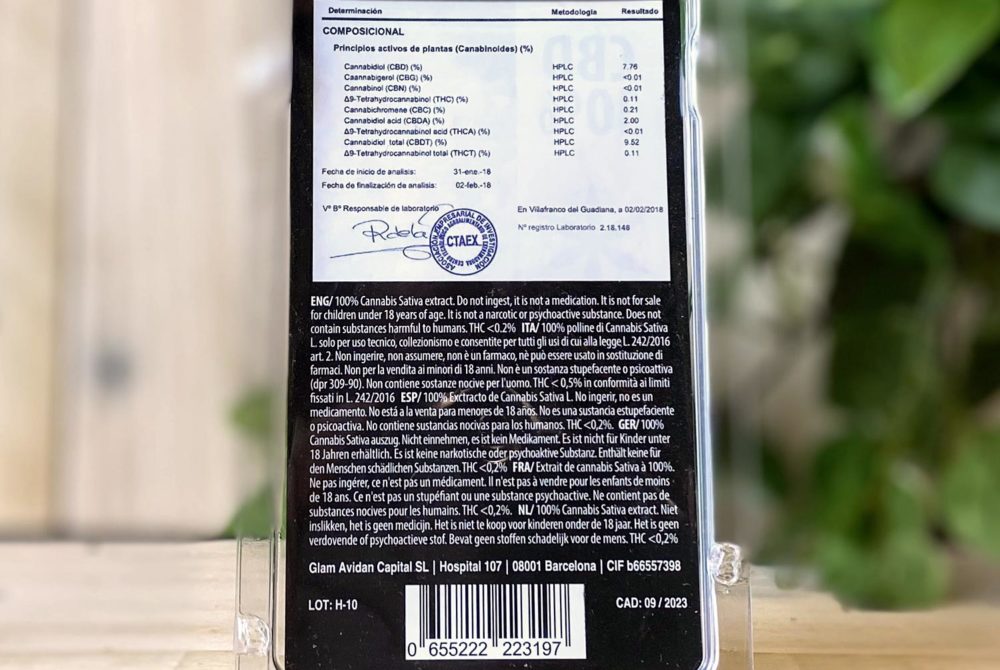 Determinación Metodología Resultado
COMPOSICIONAL
Principios activos de plantas (Canabinoides) (%)
Cannabidiol (CBD) (%) HPLC 7.76
Caannabigerol (CBG) (%) HPLC <0.01
Cannabinol (CBN) (%) HPLC <0.01
Δ9-Tetrahydrocannabinol (THC) (%) HPLC 0.11
Cannabichromene (CBC) (%) HPLC 0.21
Cannabidiol acid (CBDA) (%) HPLC 2.00
Δ9-Tetrahydrocannabinol acid (THCA) (%) HPLC <0.01
Cannabidiol total (CBDT) (%) HPLC 9.52
Δ9-Tetrahydrocannabinol total (THCT) (%) HPLC 0.11
Fecha de inicio de analisis: 31-ene.-18
Fecha de finalización de analisis: 02-feb.-18
Vº Bº Responsable de laboratorio
En Villafranco del Guadiana, a 02/02/2018
Nº registro Laboratorio 2.18.148
CTAEX
ENG/ 100% Cannabis Sativa extract. Do not ingest, it is not a medication. It is not for sale
for children under 18 years of age. It is not a narcotic or psychoactive substance. Does not
contain substances harmful to humans. THC <0.2% ITA/ 100% polline di Cannabis Sativa
L. solo per uso tecnico, collezionismo e consentite per tutti gli usi di cui alla legge L. 242/2016
art. 2. Non ingerire, non assumere, non è un farmaco, nè può essere usato in sostituzione di
farmaci. Non per la vendita ai minori di 18 anni. Non è un sostanza stupefacente o psicoattiva
(dpr 309-90). Non contiene sostanze nocive per l'uomo. THC < 0,5% in conformità ai limiti
fissati in L. 242/2016 ESP/ 100% Exctracto de Cannabis Sativa L. No ingerir, no es un
medicamento. No está a la venta para menores de 18 años. No es una sustancia estupefaciente
o psicoactiva. No contiene sustancias nocivas para los humanos. THC <0,2%. GER/ 100%
Cannabis Sativa auszug. Nicht einnehmen, es ist kein Medikament. Es ist nicht für Kinder unter
18 Jahren erhältlich. Es ist keine narkotische oder psychoaktive Substanz. Enthält keine für
den Menschen schädlichen Substanzen. THC <0,2% FRA/ Extrait de cannabis Sativa à 100%.
Ne pas ingérer, ce n'est pas un médicament. Il n'est pas à vendre pour les enfants de moins
de 18 ans. Ce n'est pas un stupéfiant ou une substance psychoactive. Ne contient pas de
substances nocives pour les humains. THC <0,2%. NL/ 100% Cannabis Sativa extract. Niet
inslikken, het is geen medicijn. Het is niet te koop voor kinderen onder de 18 jaar. Het is geen
verdovende of psychoactieve stof. Bevat geen stoffen schadelijk voor de mens. THC <0,2%
Glam Avidan Capital SL | Hospital 107 | 08001 Barcelona | CIF b66557398
LOT: H-10 CAD: 09 / 2023
0 655222 223197